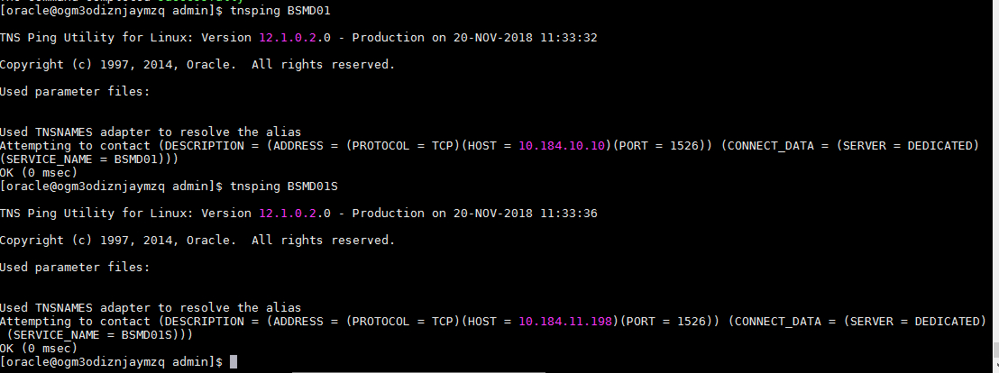 [oracle@ogm3odiznjaymzq admin]$ tnsping BSMD01
TNS Ping Utility for Linux: Version 12.1.0.2.0 - Production on 20-NOV-2018 11:33:32
Copyright (c) 1997, 2014, Oracle.  All rights reserved.
Used parameter files:
Used TNSNAMES adapter to resolve the alias
Attempting to contact (DESCRIPTION = (ADDRESS = (PROTOCOL = TCP)(HOST = 10.184.10.10)(PORT = 1526)) (CONNECT_DATA = (SERVER = DEDICATED)
(SERVICE_NAME = BSMD01)))
OK (0 msec)
[oracle@ogm3odiznjaymzq admin]$ tnsping BSMD01S
TNS Ping Utility for Linux: Version 12.1.0.2.0 - Production on 20-NOV-2018 11:33:36
Copyright (c) 1997, 2014, Oracle.  All rights reserved.
Used parameter files:
Used TNSNAMES adapter to resolve the alias
Attempting to contact (DESCRIPTION = (ADDRESS = (PROTOCOL = TCP)(HOST = 10.184.11.198)(PORT = 1526)) (CONNECT_DATA = (SERVER = DEDICATED)
(SERVICE_NAME = BSMD01S)))
OK (0 msec)
[oracle@ogm3odiznjaymzq admin]$